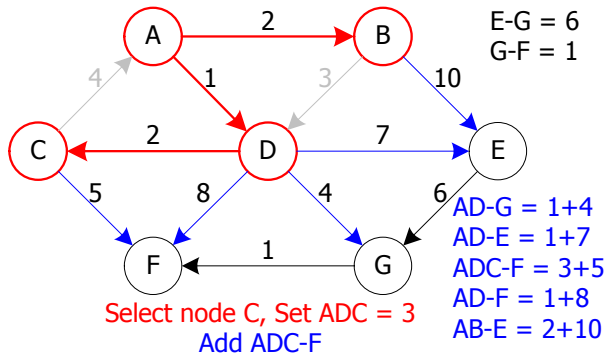 2
A
B
E-G = 6
G-F = 1
4
1
3
10
C
2
D
7
E
5
8
4
6
AD-G = 1+4
AD-E = 1+7
F
1
G
ADC-F = 3+5
Select node C, Set ADC = 3
AD-F = 1+8
Add ADC-F
AB-E = 2+10